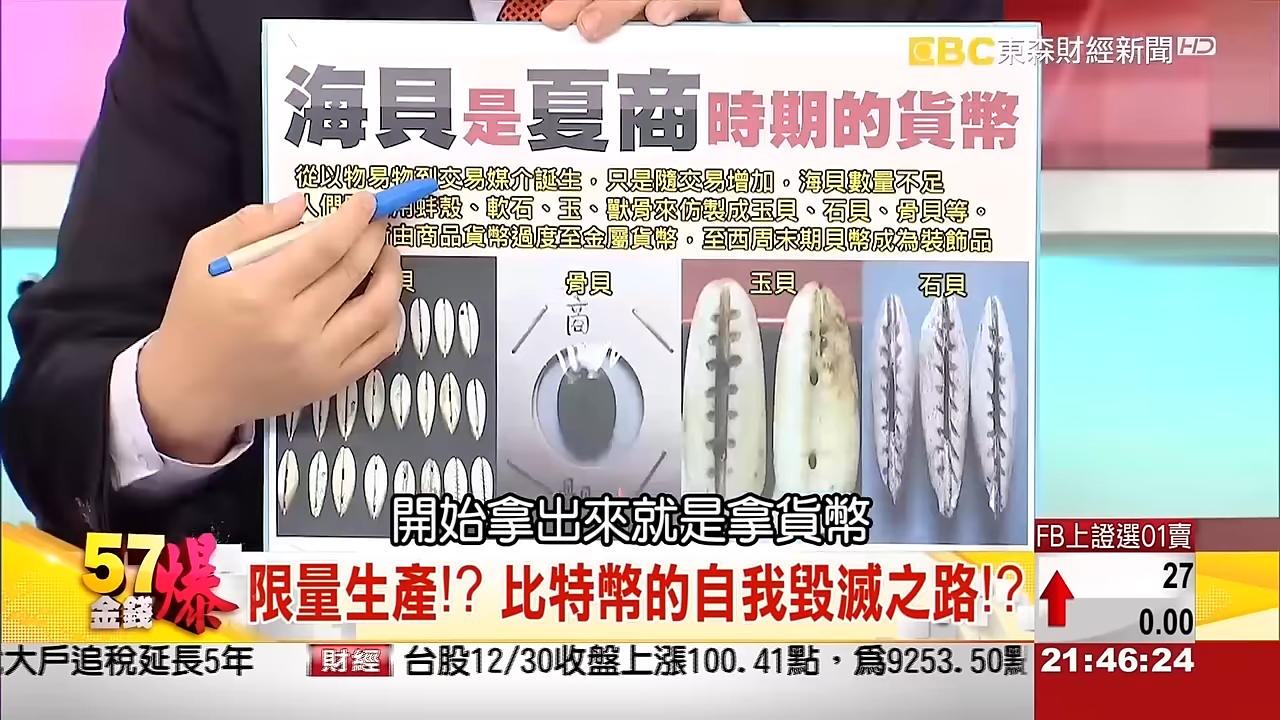 EBC 東森財經新聞 HD
海貝是夏商時期的貨幣
從以物易物到交易媒介誕生，只是隨交易增加，海貝數量不足
人們 用蚌殼、軟石、玉、獸骨來仿製成玉貝、石貝、骨貝等。
由商品貨幣過度至金屬貨幣，至西周末期貝幣成為裝飾品
貝
骨貝
玉貝
石貝
商
開始拿出來就是拿貨幣
57金錢爆
限量生產!? 比特幣的自我毀滅之路!?
FB上證選01賣
27
0.00
大戶追稅延長5年
財經
台股12/30收盤上漲100.41點，為9253.50點
21:46:24